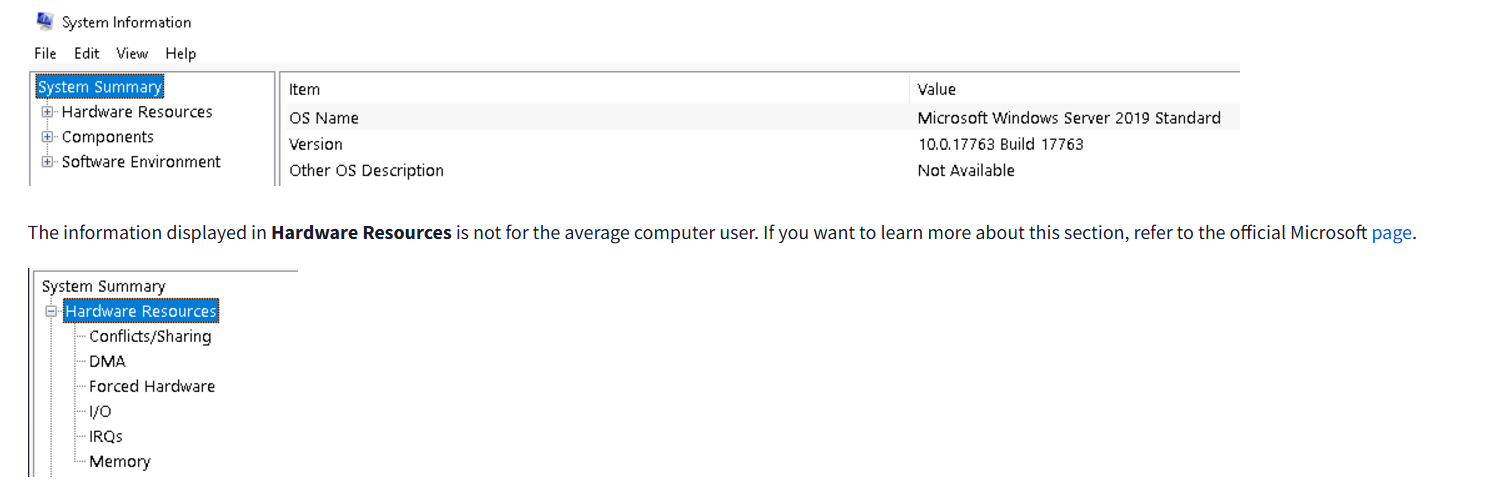 System Information
File Edit View Help
System Summary
Hardware Resources
Components
Software Environment
Item Value
OS Name Microsoft Windows Server 2019 Standard
Version 10.0.17763 Build 17763
Other OS Description Not Available
The information displayed in Hardware Resources is not for the average computer user. If you want to learn more about this section, refer to the official Microsoft page.
System Summary
Hardware Resources
Conflicts/Sharing
DMA
Forced Hardware
I/O
IRQs
Memory